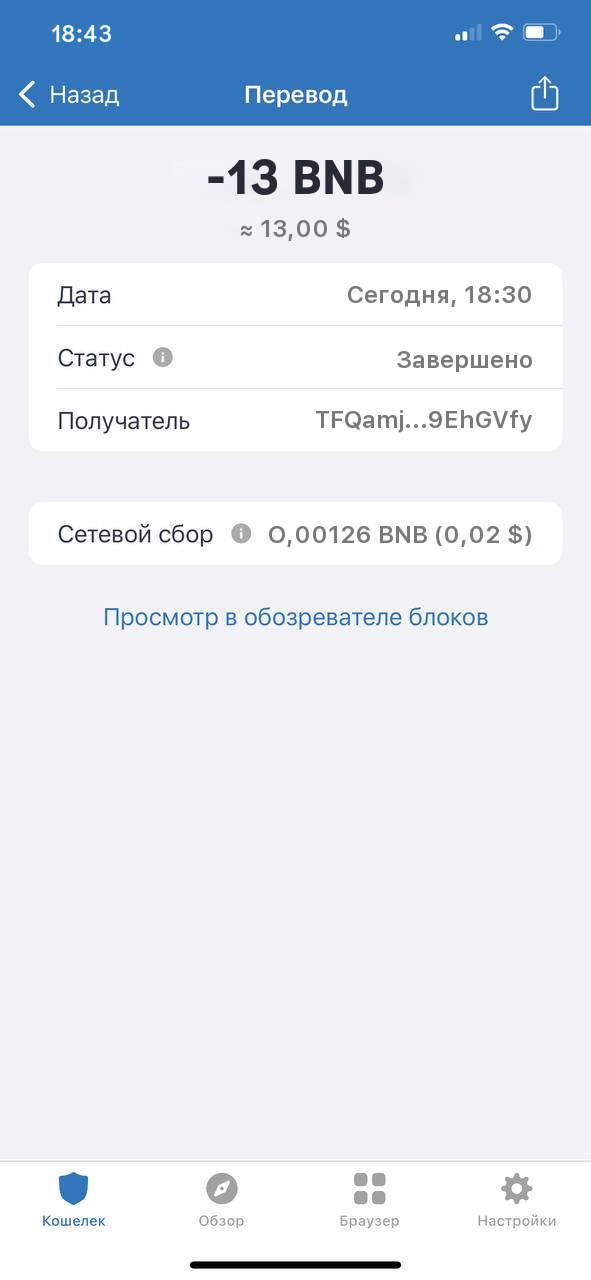 18:43
Назад
Перевод
-13 BNB
≈ 13,00 $
Дата
Сегодня, 18:30
Статус
Завершено
Получатель
TFQamj...9EhGVfy
Сетевой сбор
0,00126 BNB (0,02 $)
Просмотр в обозревателе блоков
Кошелек
Обзор
Браузер
Настройки